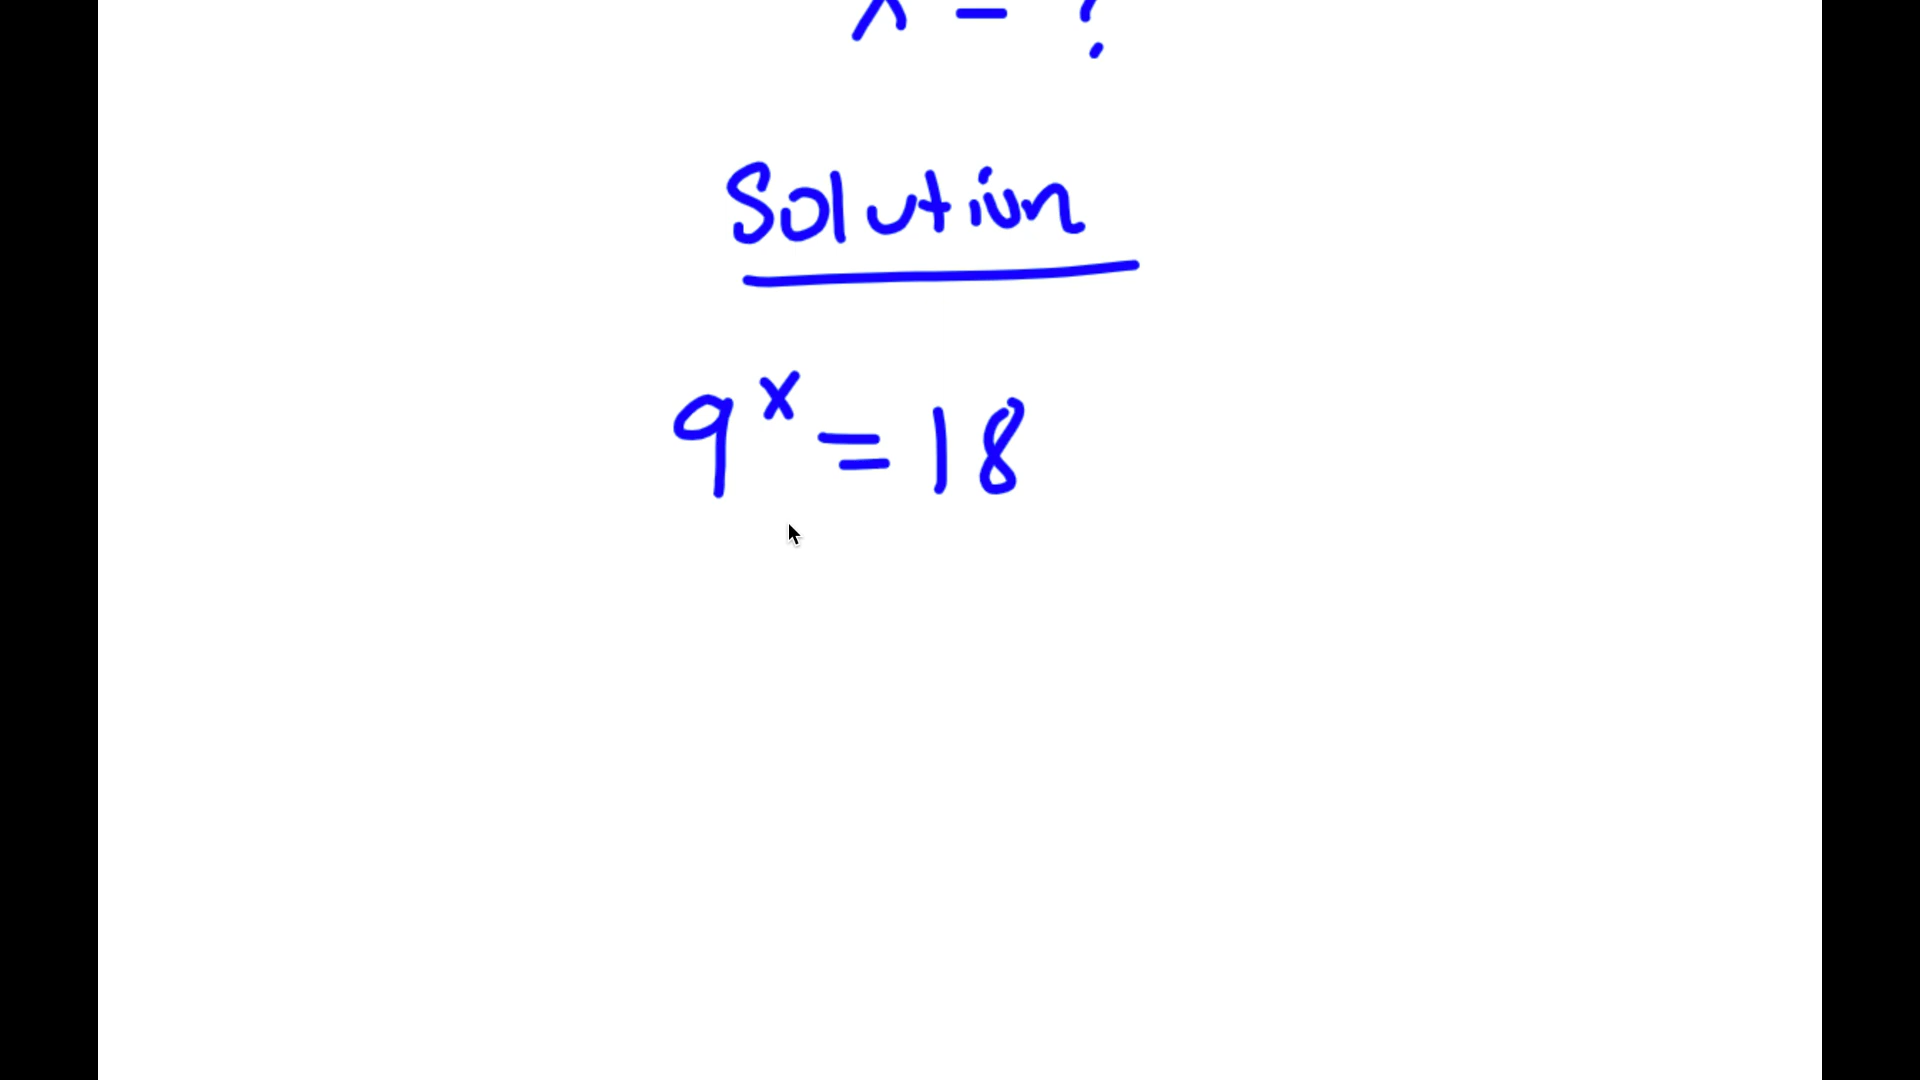 x = ?
Solution
9^x = 18